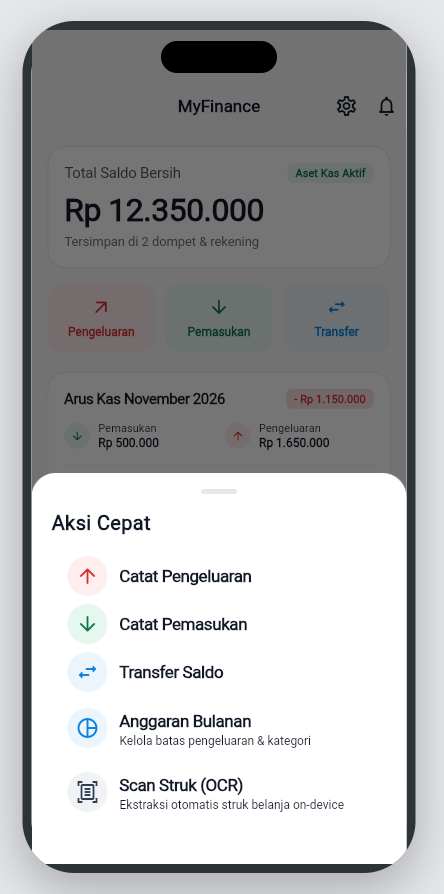 MyFinance
Total Saldo Bersih
Aset Kas Aktif
Rp 12.350.000
Tersimpan di 2 dompet & rekening
Pengeluaran
Pemasukan
Transfer
Arus Kas November 2026
- Rp 1.150.000
Pemasukan
Rp 500.000
Pengeluaran
Rp 1.650.000
Aksi Cepat
Catat Pengeluaran
Catat Pemasukan
Transfer Saldo
Anggaran Bulanan
Kelola batas pengeluaran & kategori
Scan Struk (OCR)
Ekstraksi otomatis struk belanja on-device